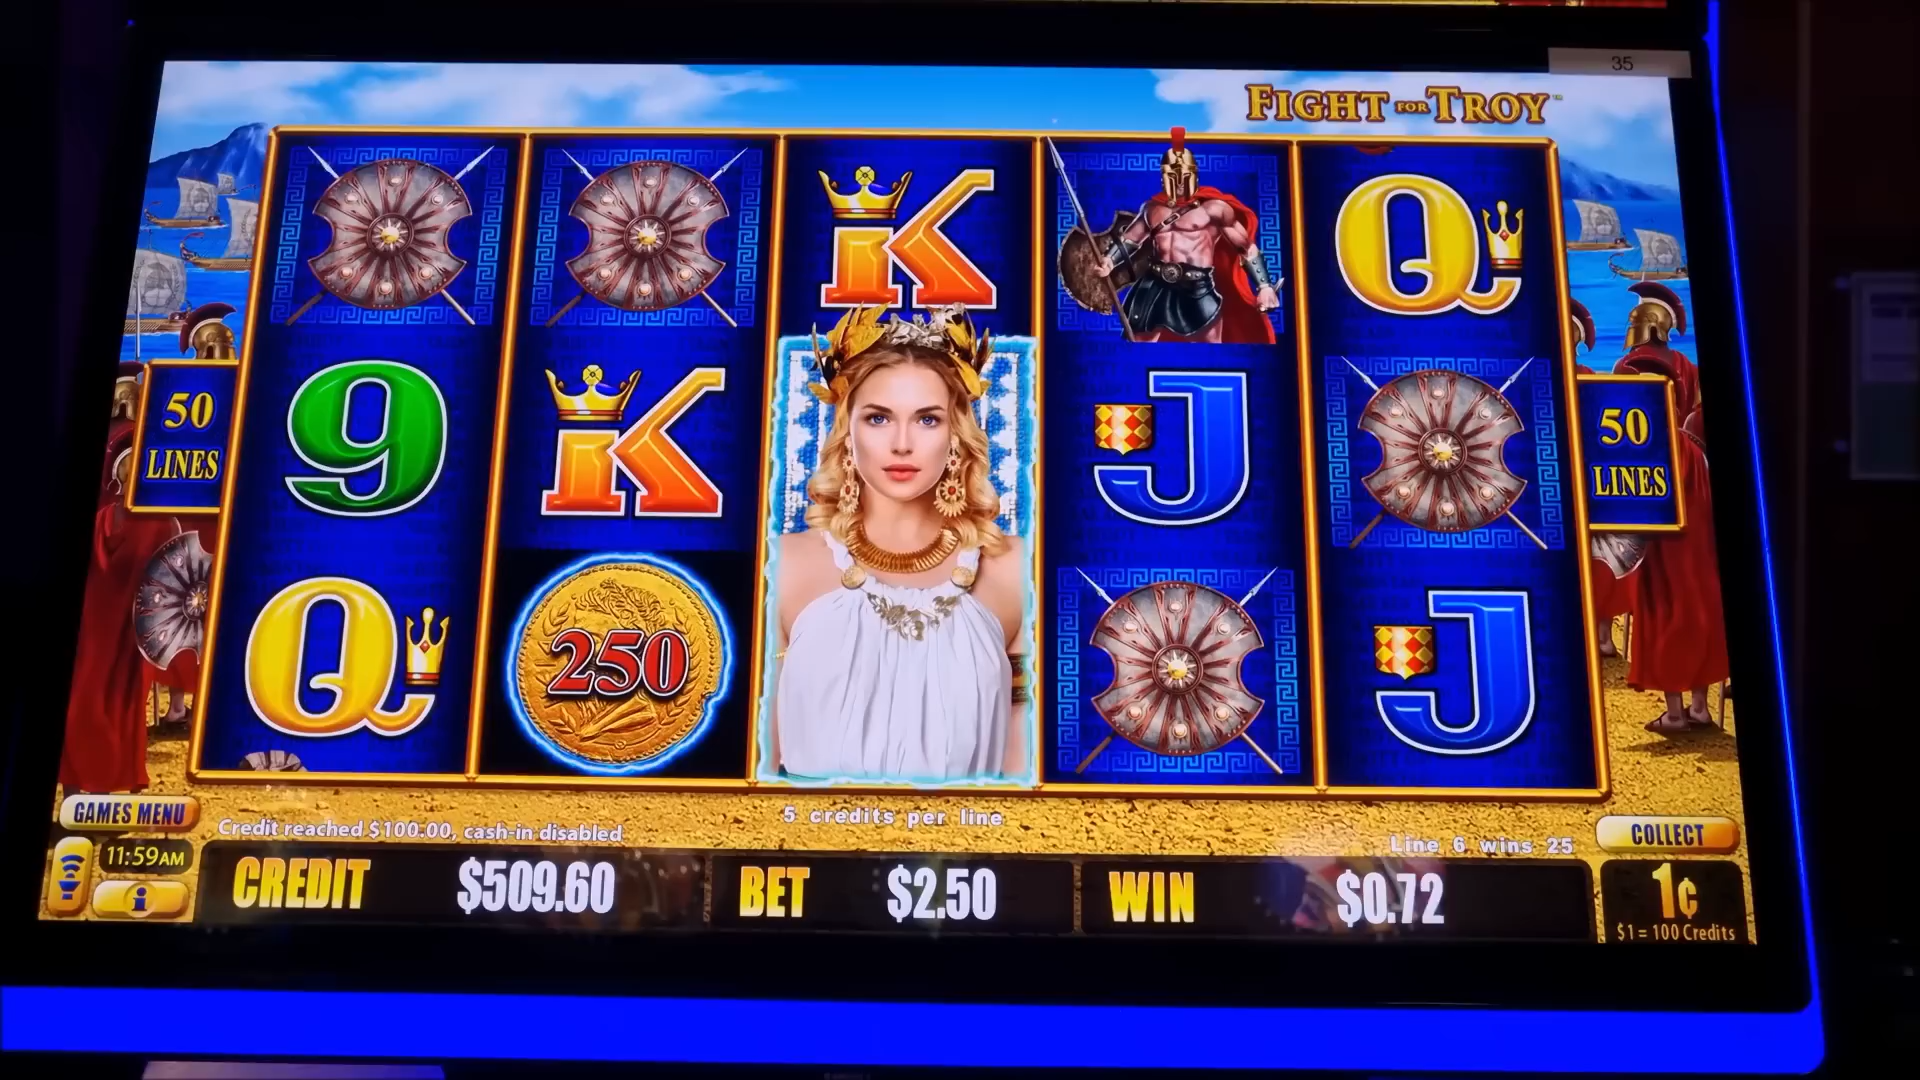 35
FIGHT FOR TROY™
K
Q
9
K
J
50
LINES
50
LINES
Q
250
J
GAMES MENU
Credit reached $100.00, cash-in disabled
5 credits per line
Line 6 wins 25
COLLECT
11:59AM
i
CREDIT $509.60 BET $2.50 WIN $0.72
1¢
$1 = 100 Credits